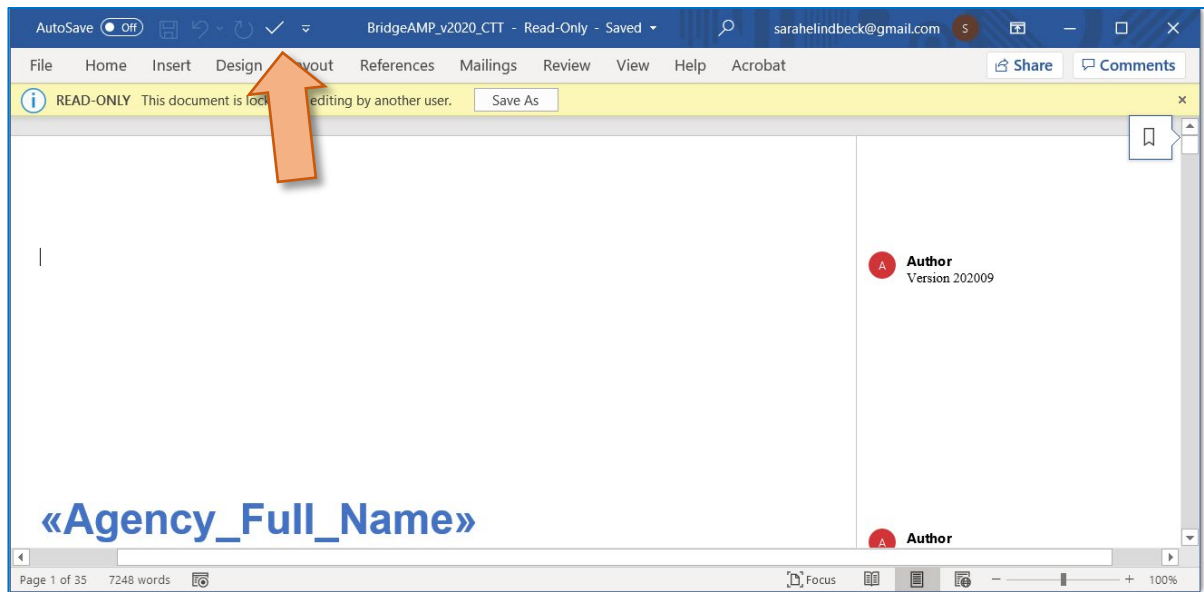 AutoSave Off BridgeAMP_v2020_CTT - Read-Only - Saved sarahelindbeck@gmail.com S
File Home Insert Design References Mailings Review View Help Acrobat Share Comments
READ-ONLY This document is editing by another user. Save As
A Author
Version 202009
«Agency_Full_Name»
A Author
Page 1 of 35 7248 words Focus 100%